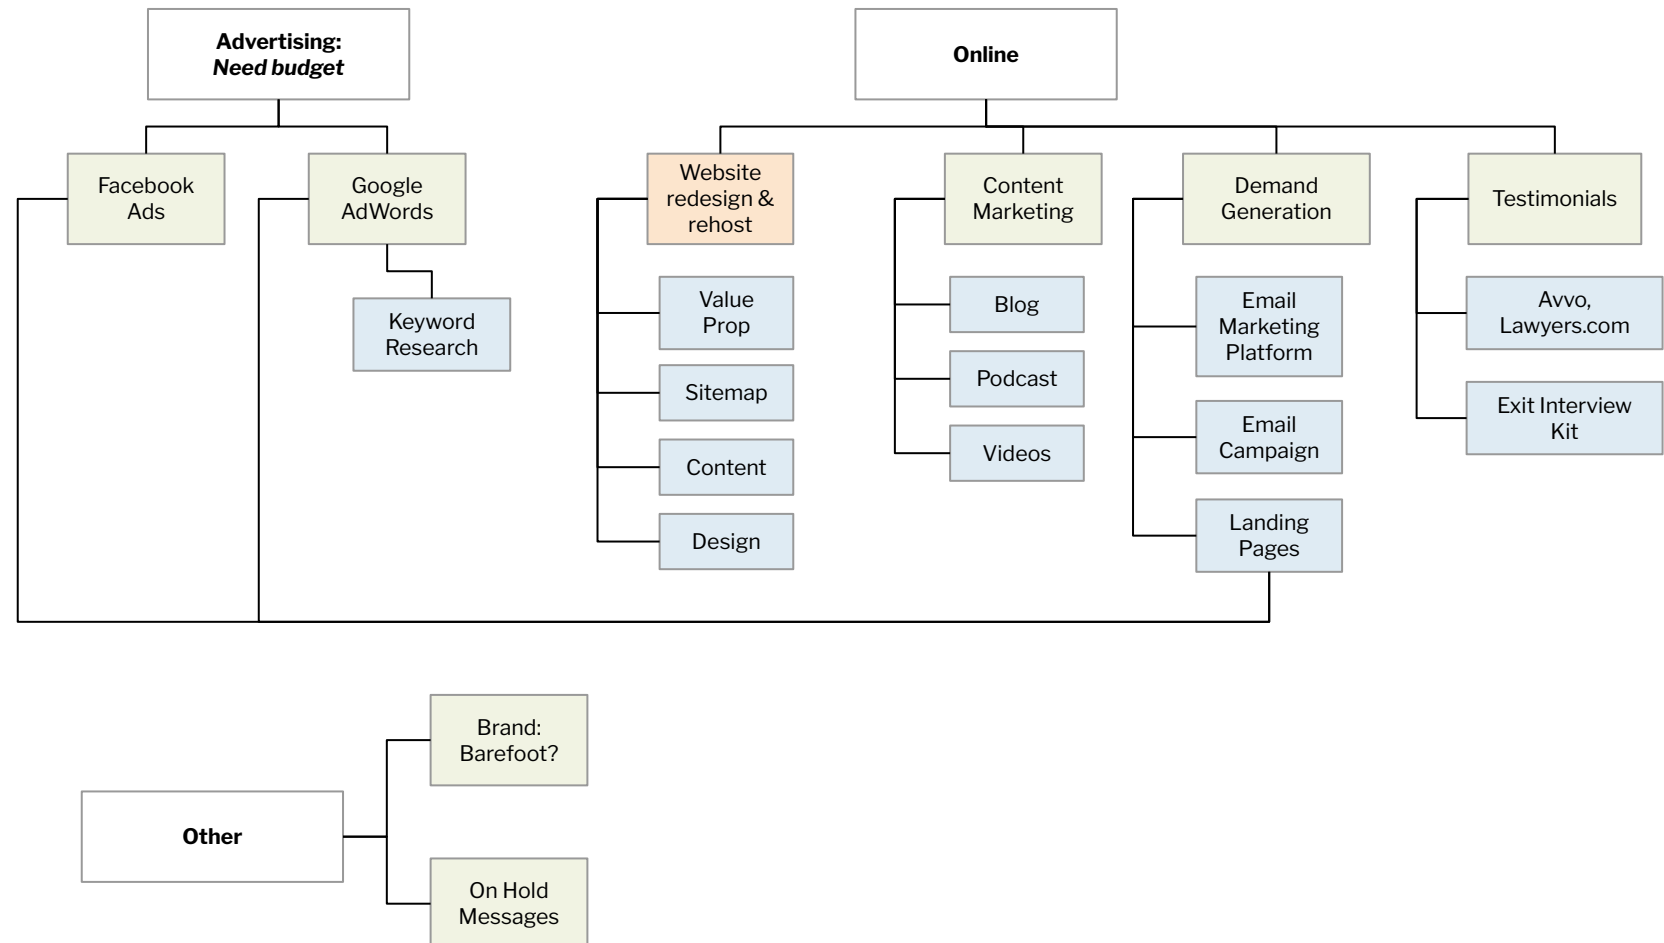 Advertising:
Need budget
Online
Facebook
Ads
Google
AdWords
Website
redesign &
rehost
Content
Marketing
Demand
Generation
Testimonials
Keyword
Research
Value
Prop
Sitemap
Content
Design
Blog
Podcast
Videos
Email
Marketing
Platform
Email
Campaign
Landing
Pages
Avvo,
Lawyers.com
Exit Interview
Kit
Brand:
Barefoot?
Other
On Hold
Messages